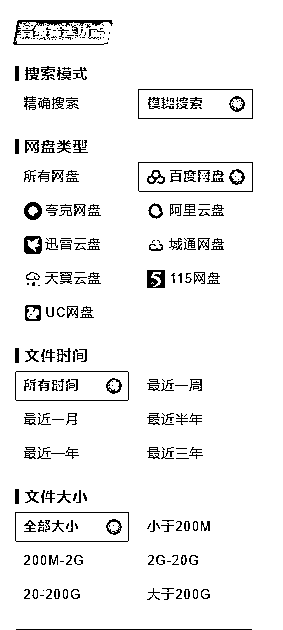 搜索模式
精确搜索 模糊搜索
网盘类型
所有网盘 百度网盘
夸克网盘 阿里云盘
迅雷云盘 城通网盘
天翼云盘 115网盘
UC网盘
文件时间
所有时间 最近一周
最近一月 最近半年
最近一年 最近三年
文件大小
全部大小 小于200M
200M-2G 2G-20G
20-200G 大于200G